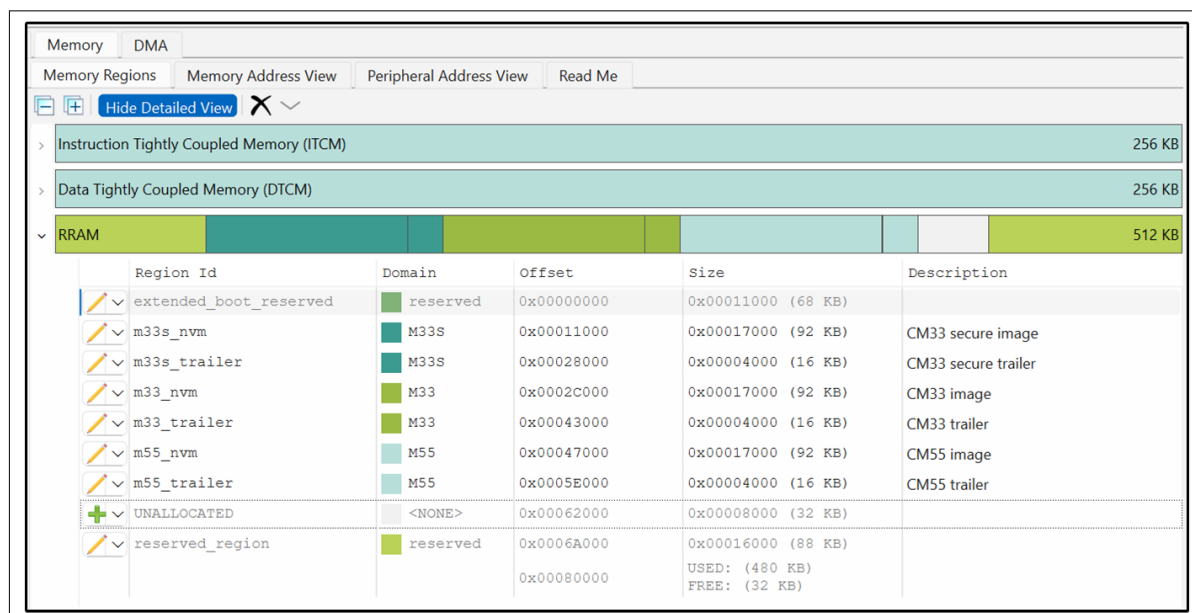 Memory DMA
Memory Regions Memory Address View Peripheral Address View Read Me
Hide Detailed View
Instruction Tightly Coupled Memory (ITCM) 256 KB
Data Tightly Coupled Memory (DTCM) 256 KB
RRAM 512 KB
Region Id Domain Offset Size Description
extended_boot_reserved reserved 0x00000000 0x00011000 (68 KB)
m33s_nvm M33S 0x00011000 0x00017000 (92 KB) CM33 secure image
m33s_trailer M33S 0x00028000 0x00004000 (16 KB) CM33 secure trailer
m33_nvm M33 0x0002C000 0x00017000 (92 KB) CM33 image
m33_trailer M33 0x00043000 0x00004000 (16 KB) CM33 trailer
m55_nvm M55 0x00047000 0x00017000 (92 KB) CM55 image
m55_trailer M55 0x0005E000 0x00004000 (16 KB) CM55 trailer
UNALLOCATED <NONE> 0x00062000 0x00008000 (32 KB)
reserved_region reserved 0x0006A000 0x00016000 (88 KB)
0x00080000 USED: (480 KB)
FREE: (32 KB)